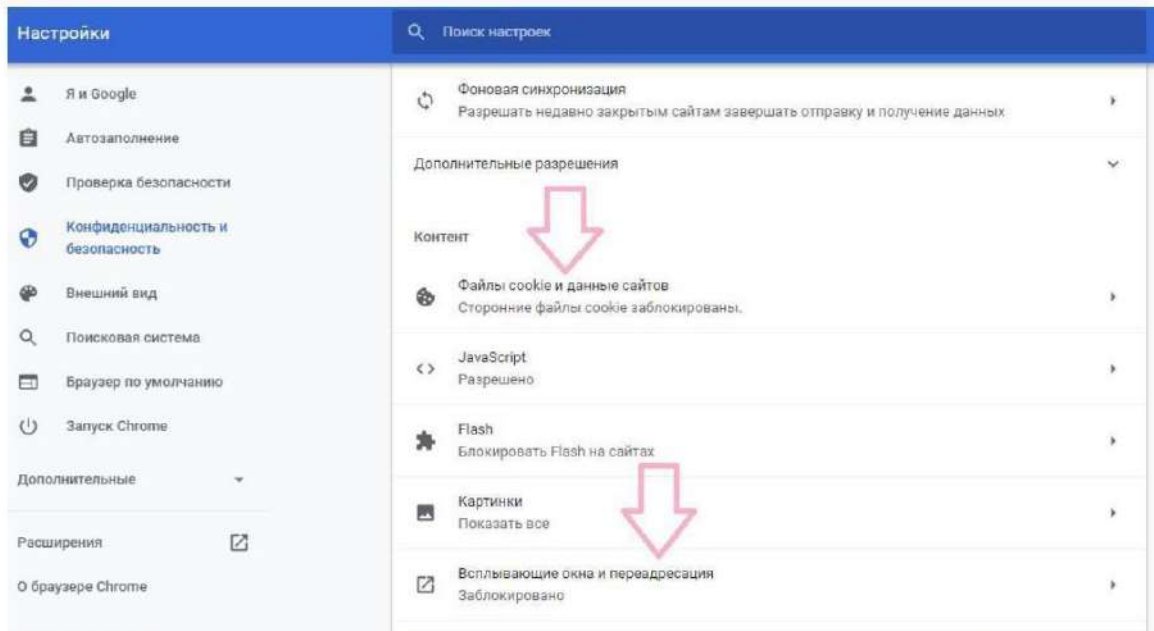 Настройки
Поиск настроек
Я и Google
Автозаполнение
Проверка безопасности
Конфиденциальность и
безопасность
Внешний вид
Поисковая система
Браузер по умолчанию
Запуск Chrome
Дополнительные
Расширения
О браузере Chrome
Фоновая синхронизация
Разрешать недавно закрытым сайтам завершать отправку и получение данных
Дополнительные разрешения
Контент
Файлы cookie и данные сайтов
Сторонние файлы cookie заблокированы.
JavaScript
Разрешено
Flash
Блокировать Flash на сайтах
Картинки
Показать все
Всплывающие окна и переадресация
Заблокировано